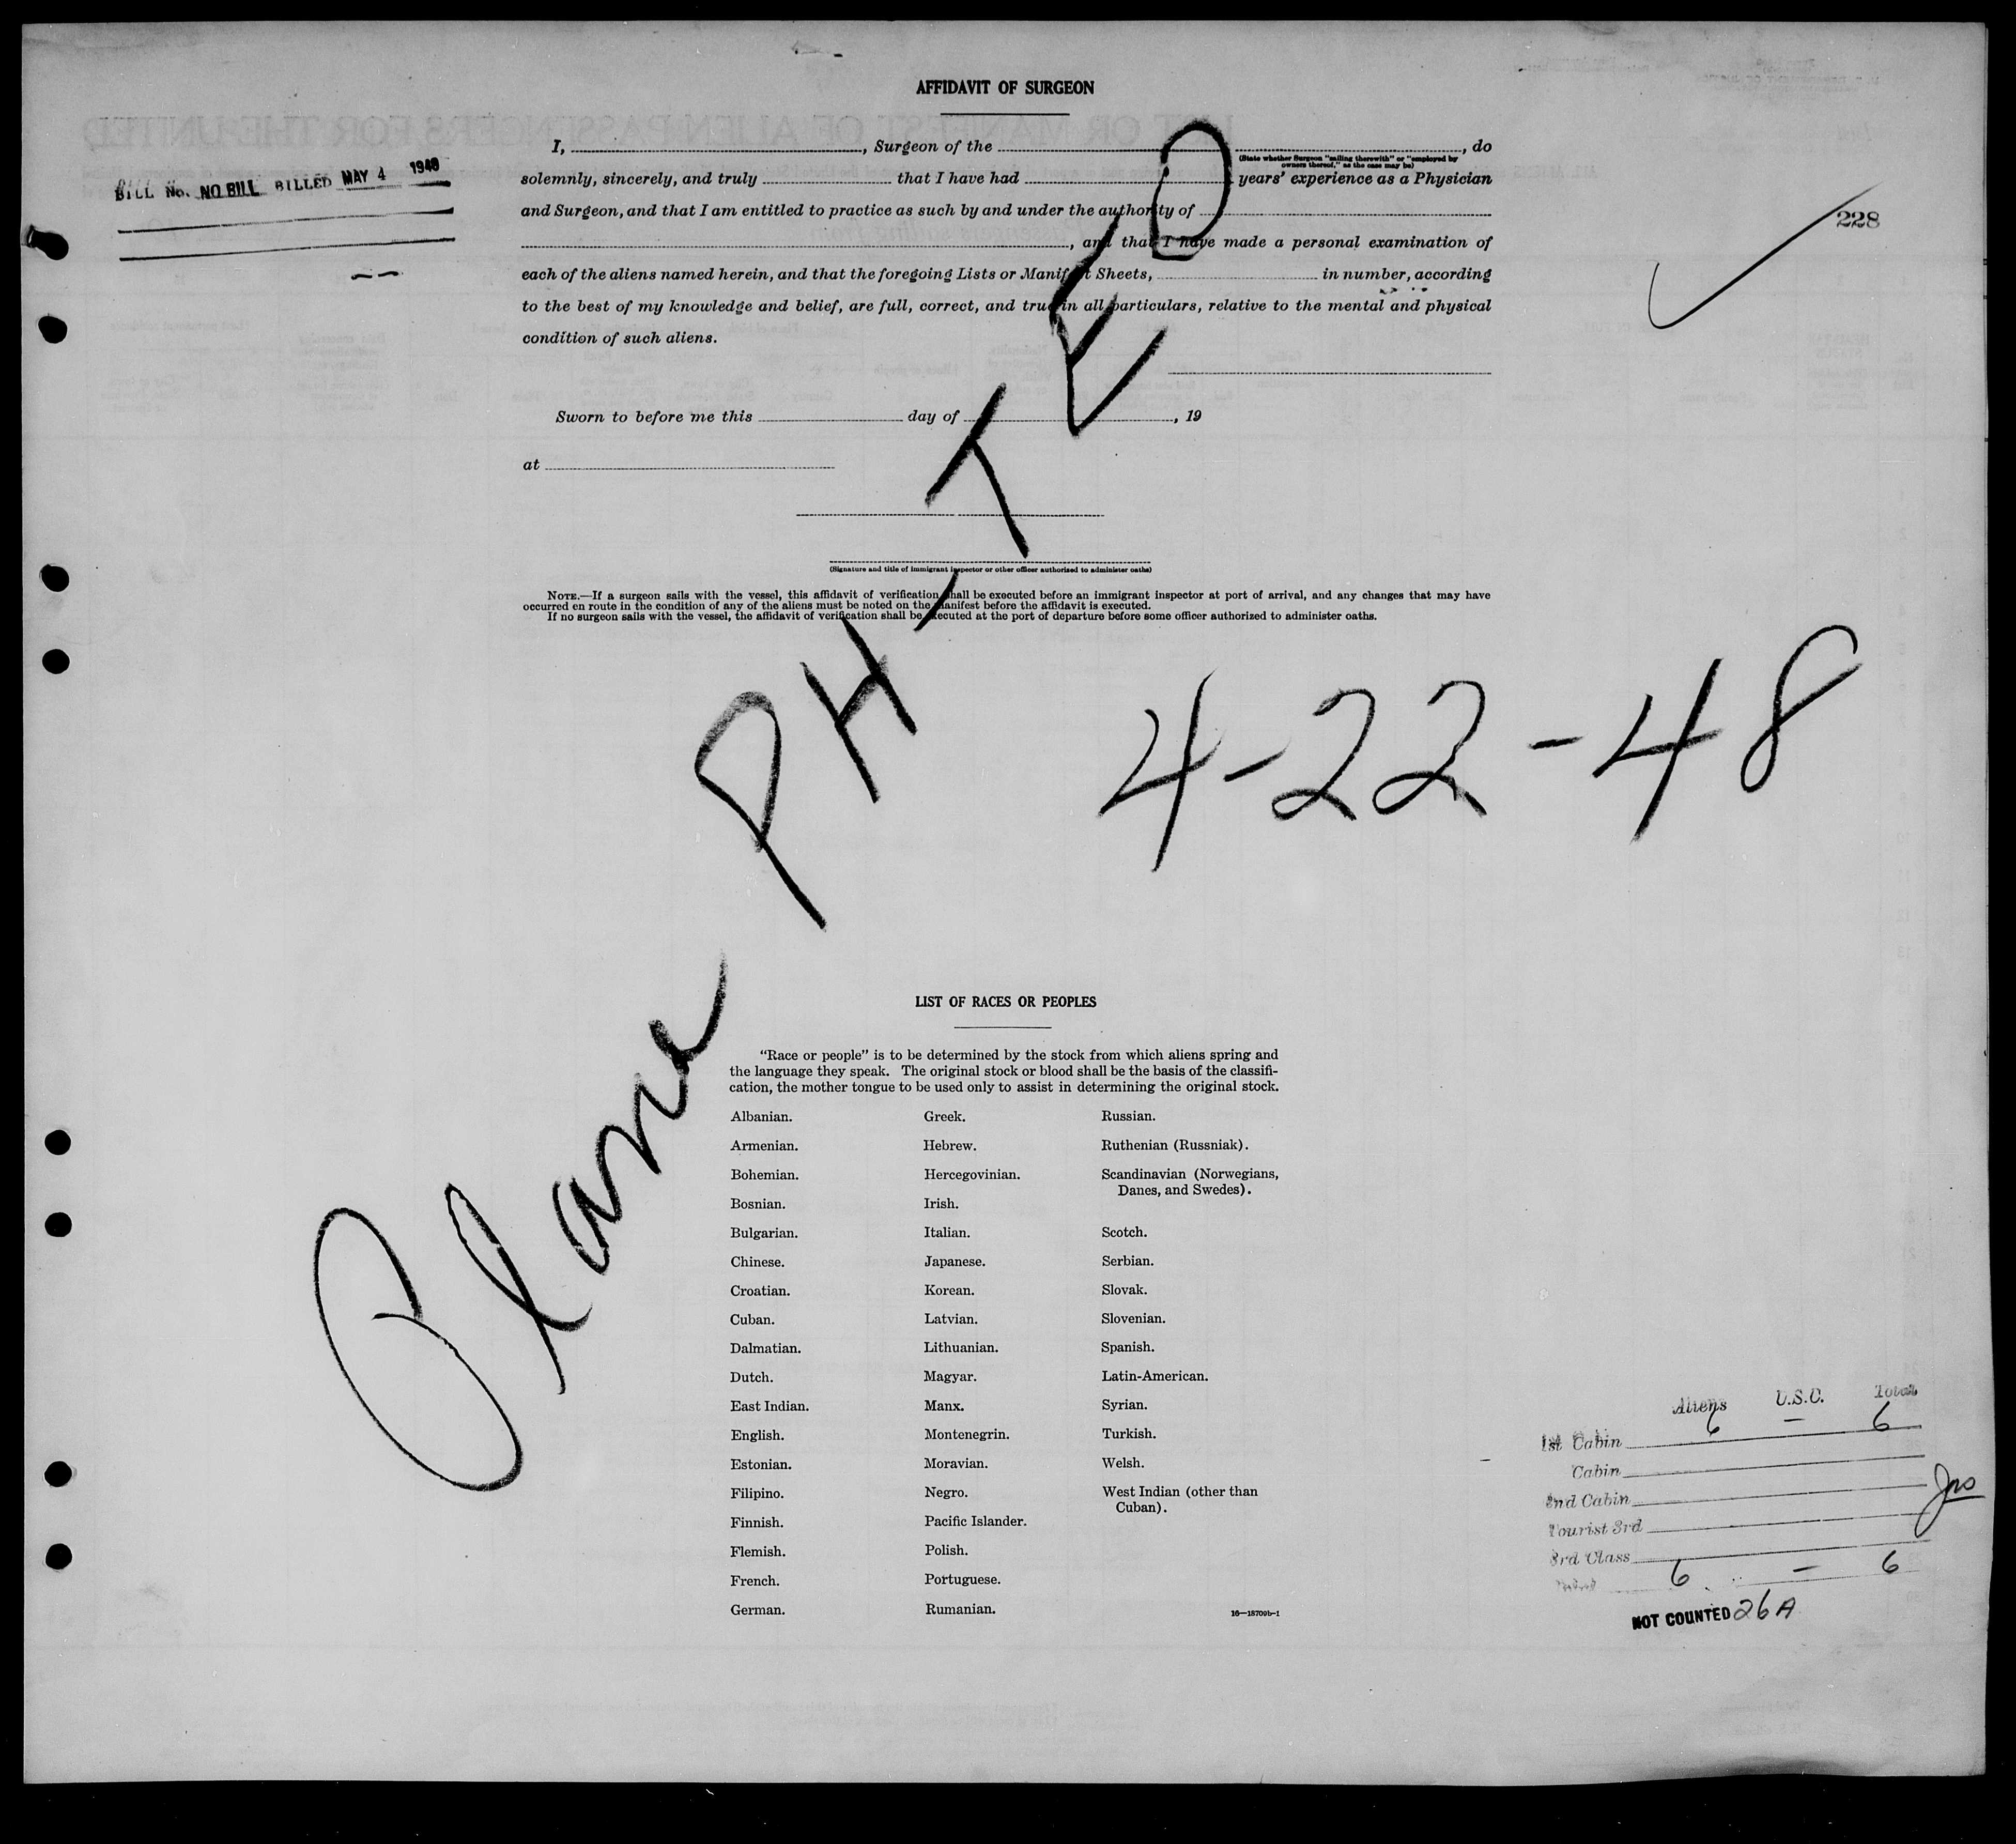 AFFIDAVIT OF SURGEON
BILL No. NO BILL BILLED MAY 4 1948
228
I, , Surgeon of the , do
(State whether Surgeon "sailing therewith" or "employed by owners thereof," as the case may be)
solemnly, sincerely, and truly that I have had years' experience as a Physician
and Surgeon, and that I am entitled to practice as such by and under the authority of
, and that I have made a personal examination of
each of the aliens named herein, and that the foregoing Lists or Manifest Sheets, in number, according
to the best of my knowledge and belief, are full, correct, and true in all particulars, relative to the mental and physical
condition of such aliens.
Sworn to before me this day of , 19
at
(Signature and title of immigrant inspector or other officer authorized to administer oaths)
NOTE.—If a surgeon sails with the vessel, this affidavit of verification shall be executed before an immigrant inspector at port of arrival, and any changes that may have
occurred en route in the condition of any of the aliens must be noted on the manifest before the affidavit is executed.
If no surgeon sails with the vessel, the affidavit of verification shall be executed at the port of departure before some officer authorized to administer oaths.
Plane PH-TED
4-22-48
LIST OF RACES OR PEOPLES
"Race or people" is to be determined by the stock from which aliens spring and
the language they speak. The original stock or blood shall be the basis of the classifi-
cation, the mother tongue to be used only to assist in determining the original stock.
Albanian. Greek. Russian.
Armenian. Hebrew. Ruthenian (Russniak).
Bohemian. Hercegovinian. Scandinavian (Norwegians,
Danes, and Swedes).
Bosnian. Irish.
Bulgarian. Italian. Scotch.
Chinese. Japanese. Serbian.
Croatian. Korean. Slovak.
Cuban. Latvian. Slovenian.
Dalmatian. Lithuanian. Spanish.
Dutch. Magyar. Latin-American.
East Indian. Manx. Syrian.
English. Montenegrin. Turkish.
Estonian. Moravian. Welsh.
Filipino. Negro. West Indian (other than
Cuban).
Finnish. Pacific Islander.
Flemish. Polish.
French. Portuguese.
German. Rumanian.
16—18709b-1
Aliens U.S.C. Total
1st Cabin 6 — 6
Cabin
2nd Cabin
Tourist 3rd
3rd Class
6 — 6
NOT COUNTED 26A